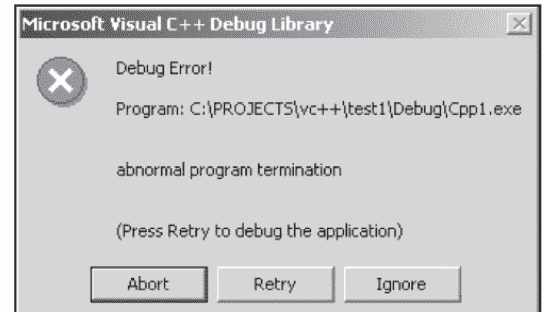 Microsoft Visual C++ Debug Library
Debug Error!
Program: C:\PROJECTS\vc++\test1\Debug\Cpp1.exe
abnormal program termination
(Press Retry to debug the application)
Abort Retry Ignore